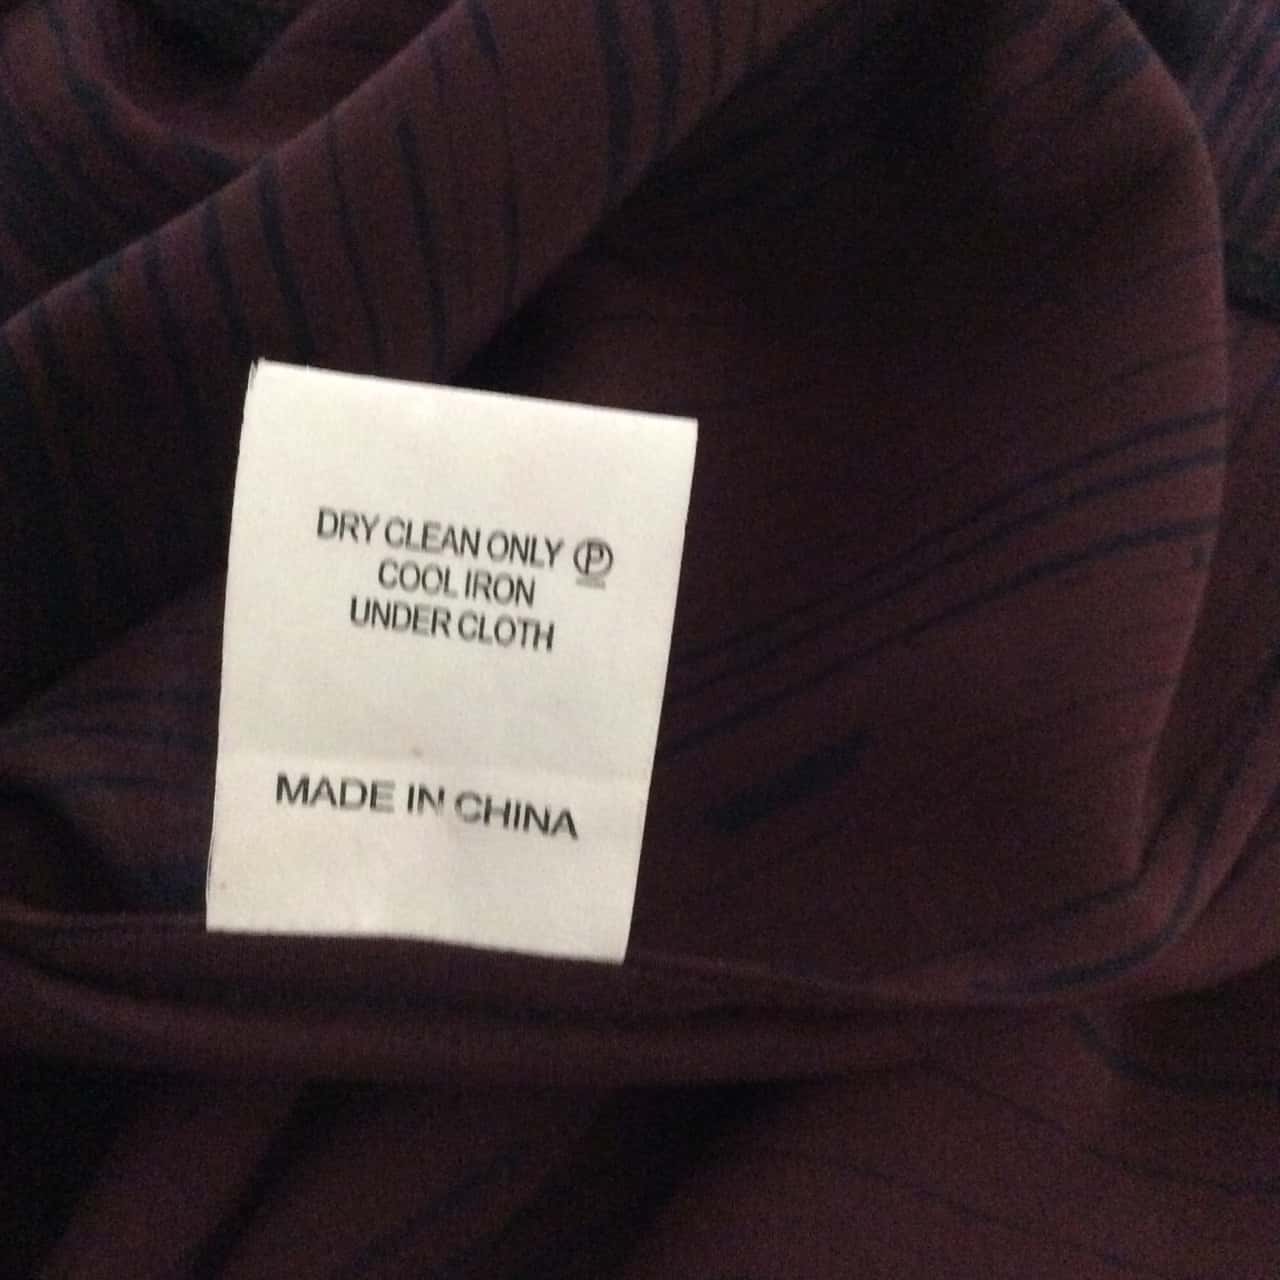 DRY CLEAN ONLY Ⓟ
COOL IRON
UNDER CLOTH
MADE IN CHINA